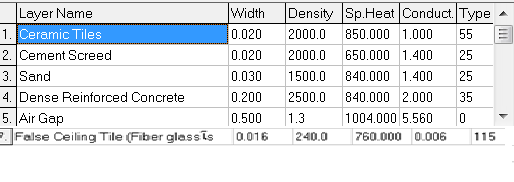 Layer Name Width Density Sp.Heat Conduct. Type
1. Ceramic Tiles 0.020 2000.0 850.000 1.000 55
2. Cement Screed 0.020 2000.0 650.000 1.400 25
3. Sand 0.030 1500.0 840.000 1.400 25
4. Dense Reinforced Concrete 0.200 2500.0 840.000 2.000 35
5. Air Gap 0.500 1.3 1004.000 5.560 0
7. False Ceiling Tile (Fiber glass 0.016 240.0 760.000 0.006 115